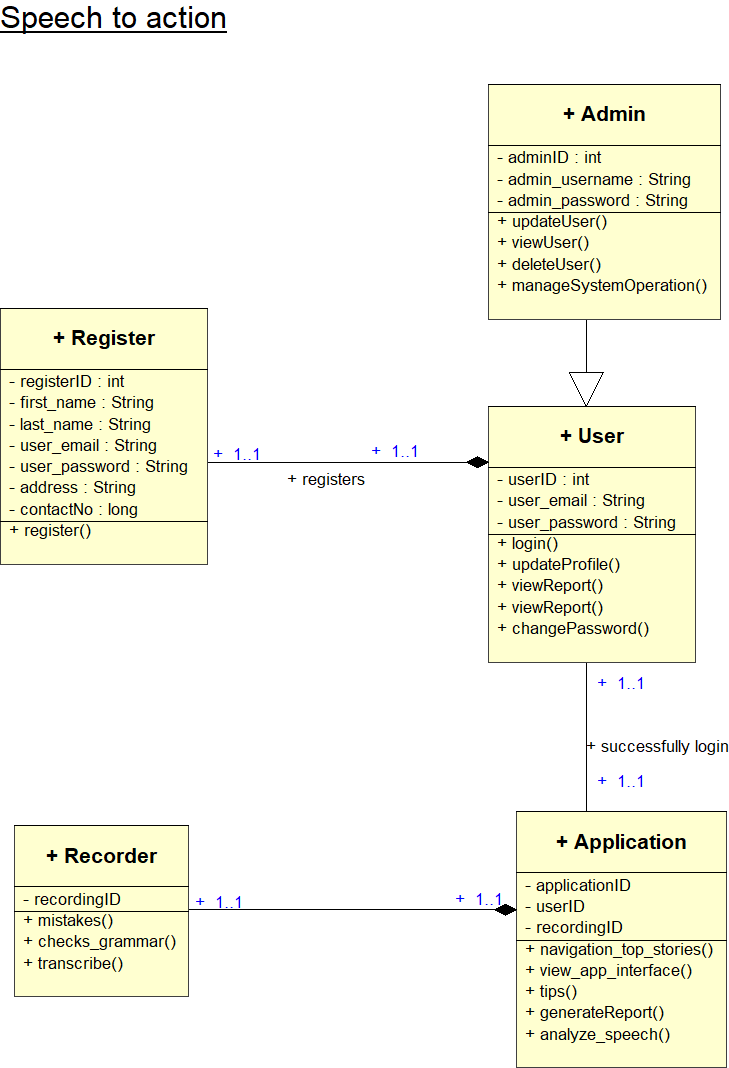 Speech to action
+ Admin
- adminID : int
- admin_username : String
- admin_password : String
+ updateUser()
+ viewUser()
+ deleteUser()
+ manageSystemOperation()
+ Register
- registerID : int
- first_name : String
- last_name : String
- user_email : String
- user_password : String
- address : String
- contactNo : long
+ register()
+ 1..1
+ 1..1
+ registers
+ User
- userID : int
- user_email : String
- user_password : String
+ login()
+ updateProfile()
+ viewReport()
+ viewReport()
+ changePassword()
+ 1..1
+ successfully login
+ 1..1
+ Recorder
- recordingID
+ mistakes()
+ checks_grammar()
+ transcribe()
+ 1..1
+ 1..1
+ Application
- applicationID
- userID
- recordingID
+ navigation_top_stories()
+ view_app_interface()
+ tips()
+ generateReport()
+ analyze_speech()